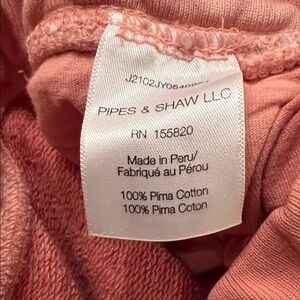 PIPES & SHAW LLC
RN 155820
Made in Peru/
Fabriqué au Pérou
100% Pima Cotton
100% Pima Coton